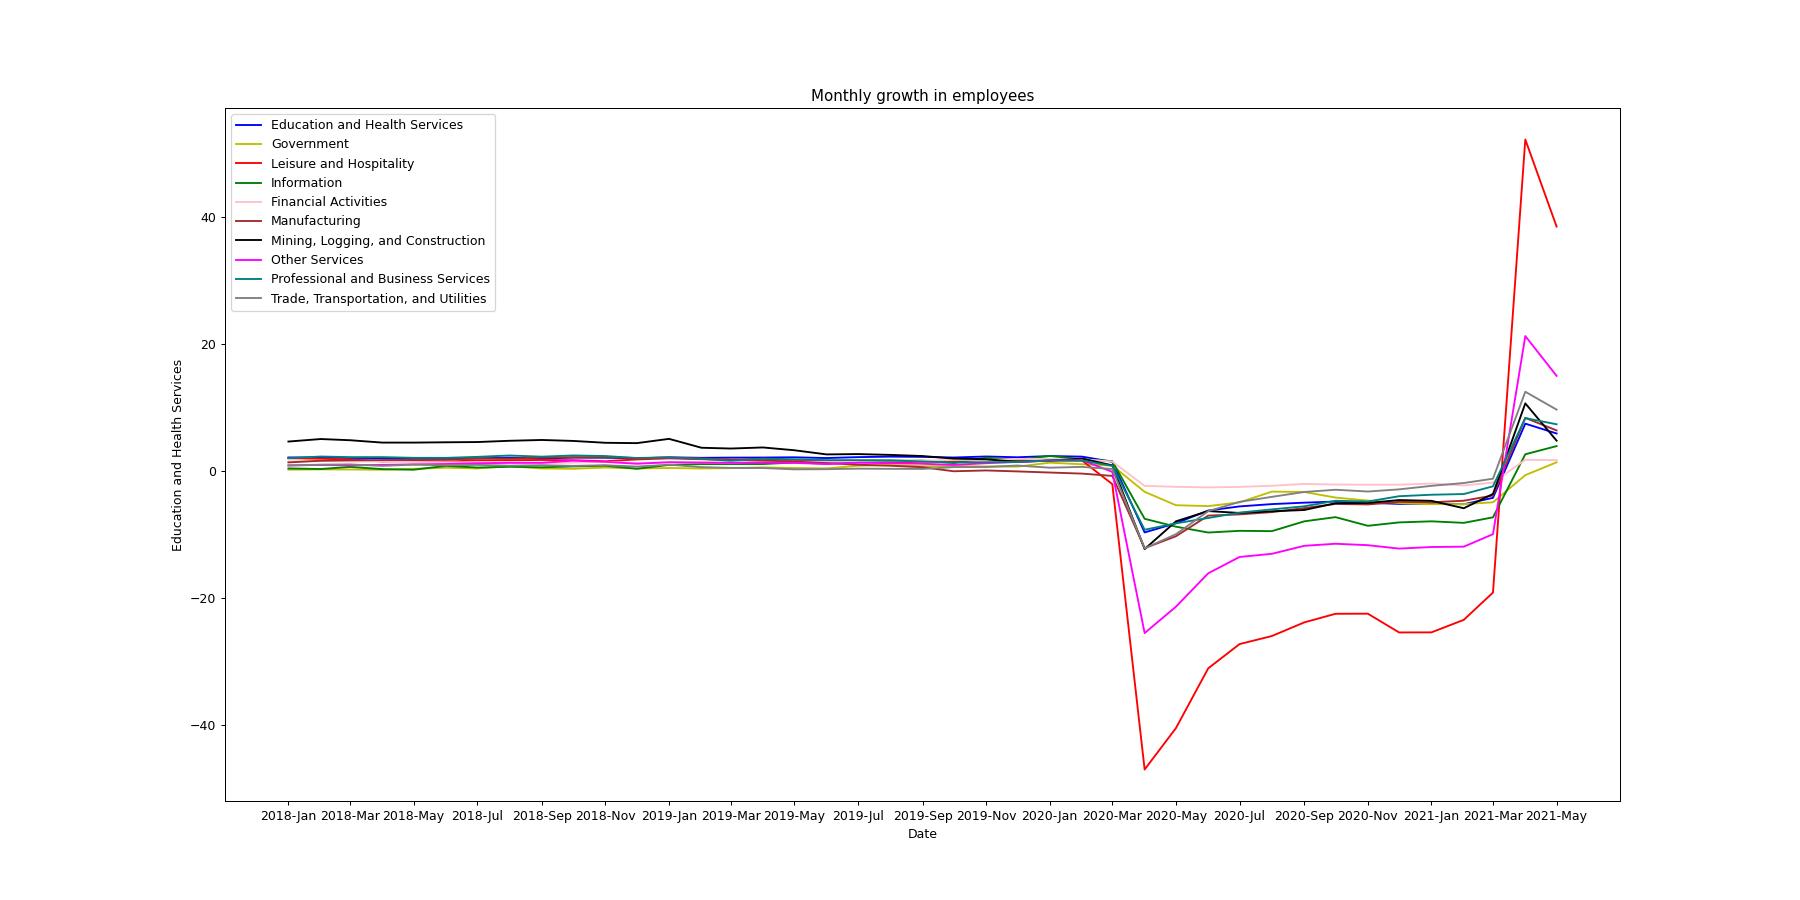 Monthly growth in employees
Education and Health Services
Government
Leisure and Hospitality
Information
Financial Activities
Manufacturing
Mining, Logging, and Construction
Other Services
Professional and Business Services
Trade, Transportation, and Utilities
Education and Health Services
40
20
0
−20
−40
2018-Jan 2018-Mar 2018-May 2018-Jul 2018-Sep 2018-Nov 2019-Jan 2019-Mar 2019-May 2019-Jul 2019-Sep 2019-Nov 2020-Jan 2020-Mar 2020-May 2020-Jul 2020-Sep 2020-Nov 2021-Jan 2021-Mar 2021-May
Date